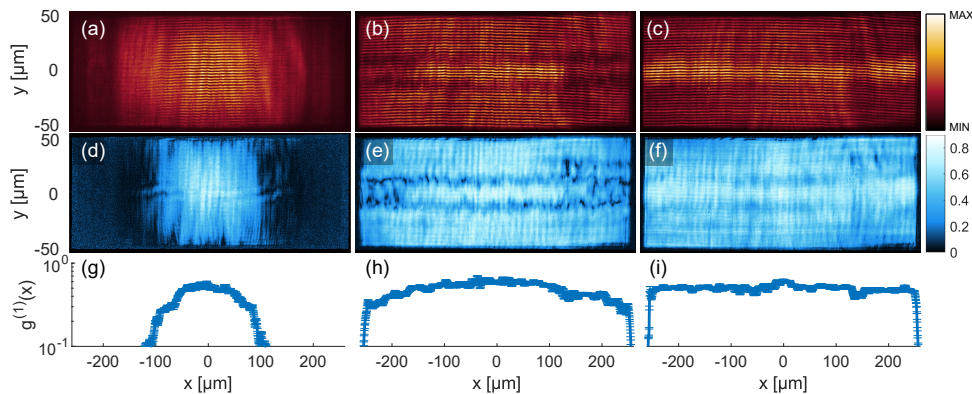 (a) (b) (c) MAX
y [μm] 50 0 -50 MIN
(d) (e) (f) 0.8
y [μm] 50 0 -50 0.6 0.4 0.2 0
(g) (h) (i)
g⁽¹⁾(x) 10⁰ 10⁻¹
-200 -100 0 100 200 -200 -100 0 100 200 -200 -100 0 100 200
x [μm] x [μm] x [μm]